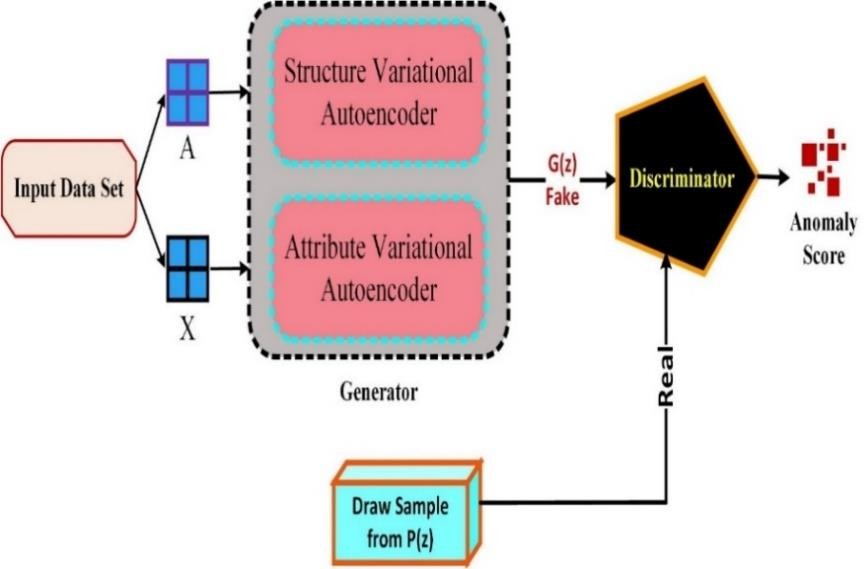 Input Data Set
A
X
Structure Variational
Autoencoder
Attribute Variational
Autoencoder
Generator
G(z)
Fake
Discriminator
Anomaly
Score
Real
Draw Sample
from P(z)